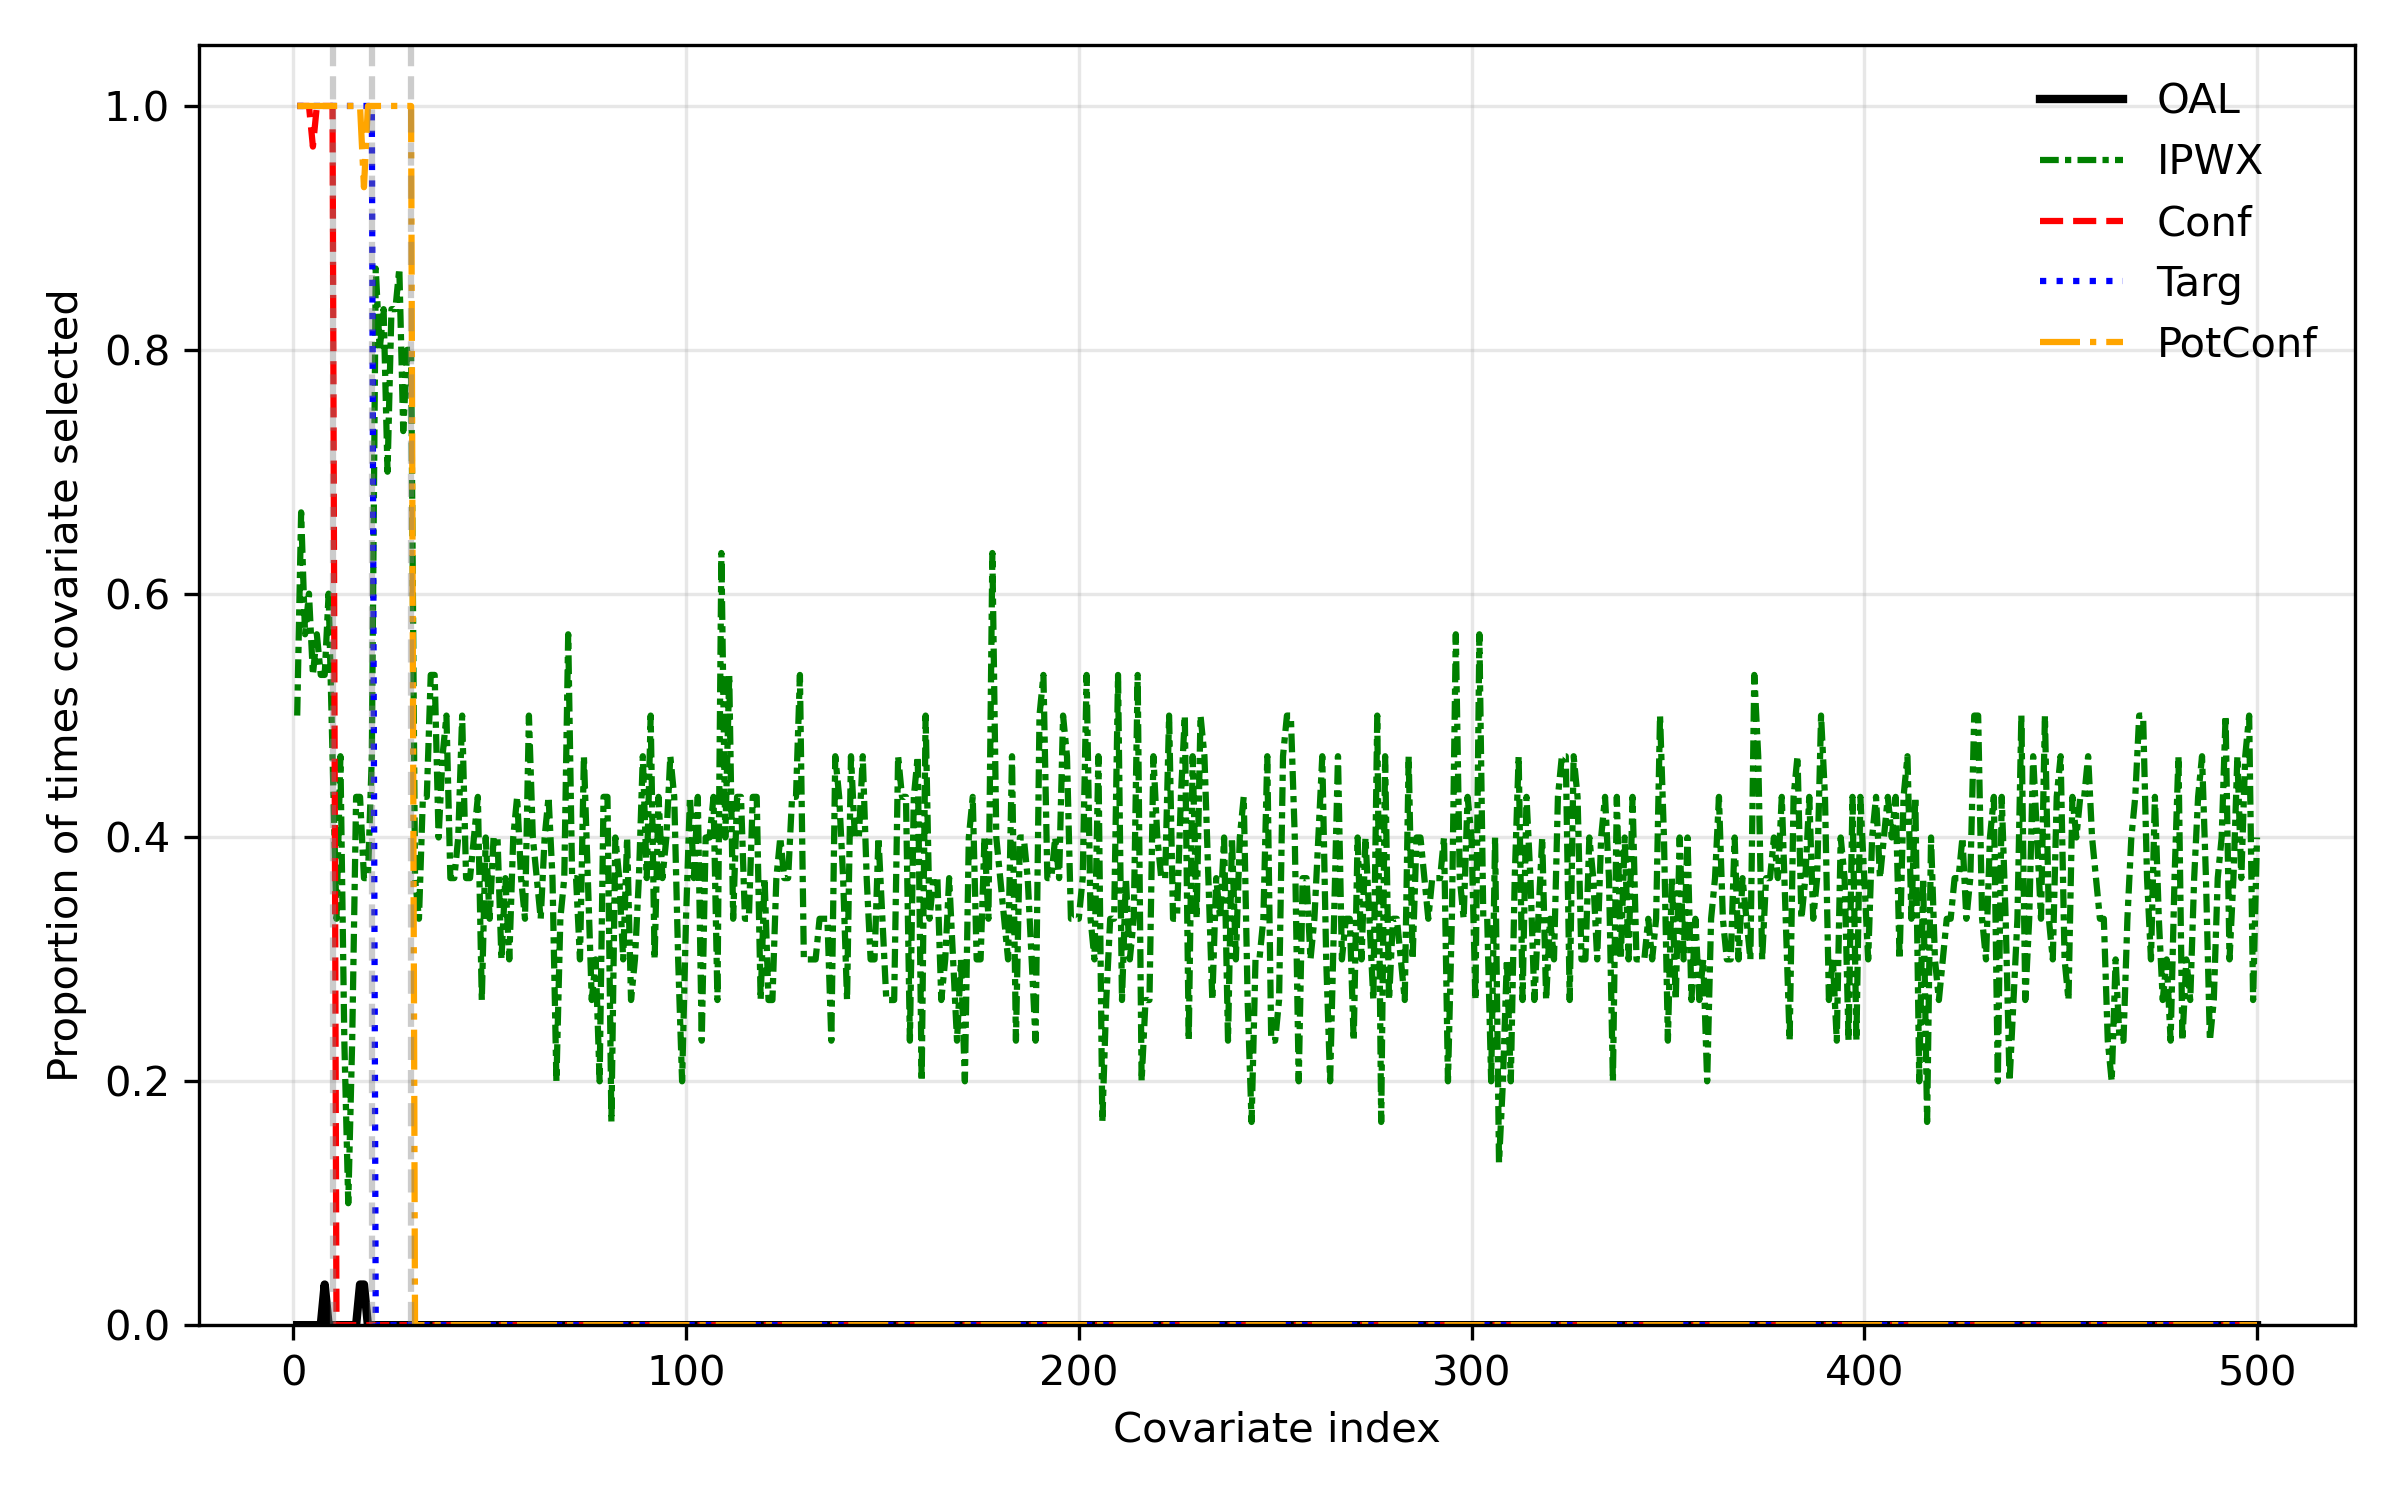 OAL
IPWX
Conf
Targ
PotConf
1.0
0.8
0.6
0.4
0.2
0.0
Proportion of times covariate selected
0 100 200 300 400 500
Covariate index